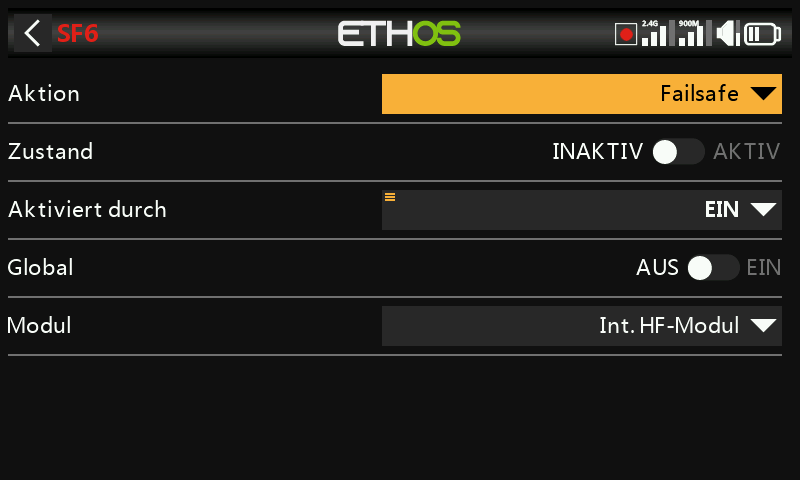 SF6 ETHOS 2.4G 900M
Aktion Failsafe
Zustand INAKTIV AKTIV
Aktiviert durch EIN
Global AUS EIN
Modul Int. HF-Modul